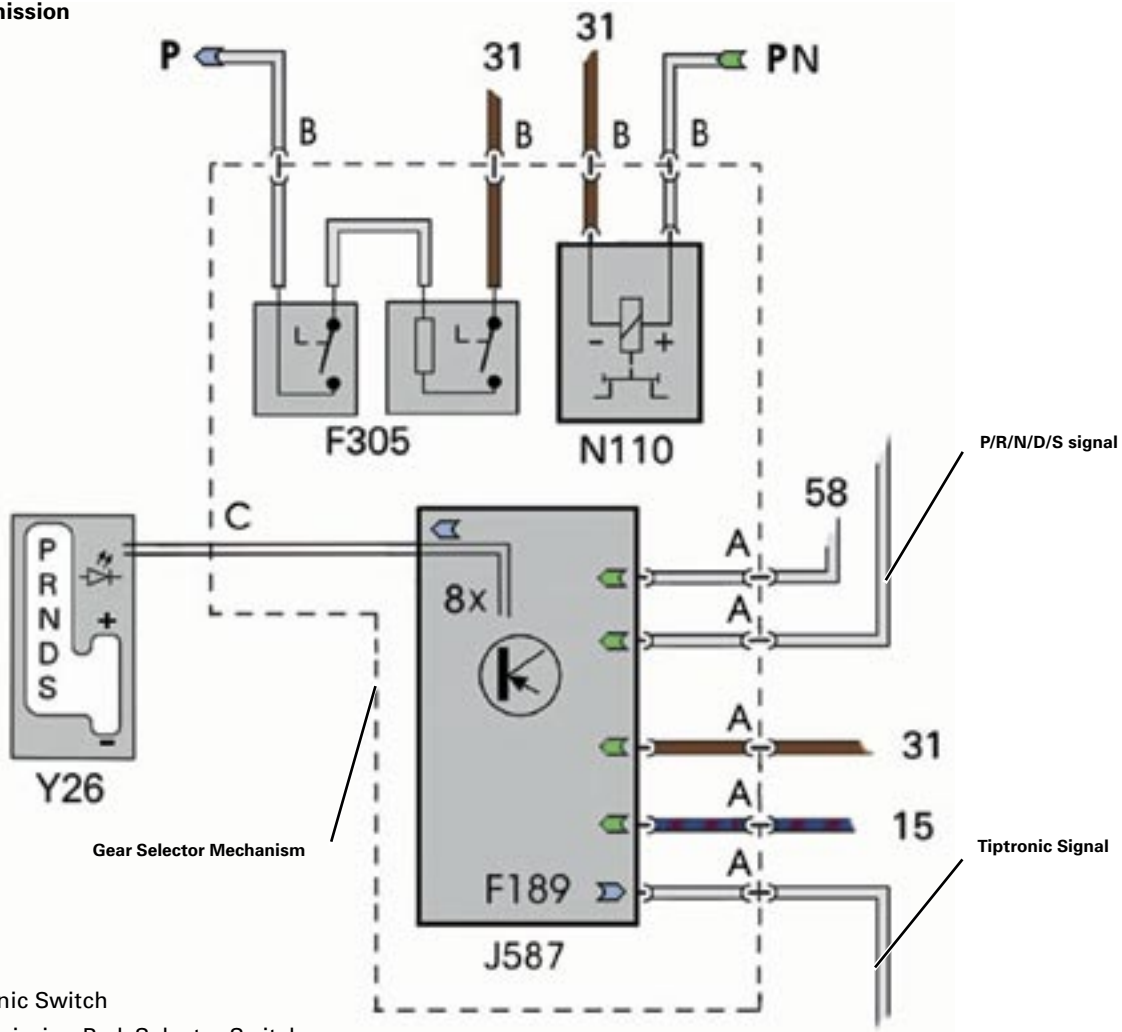 mission
31
P
31
PN
B
B
B
B
L
L
- +
F305
N110
P/R/N/D/S signal
58
C
A
P
R
N
D
S
+
-
8x
A
A
31
Y26
A
15
Gear Selector Mechanism
Tiptronic Signal
A
F189
J587
nic Switch